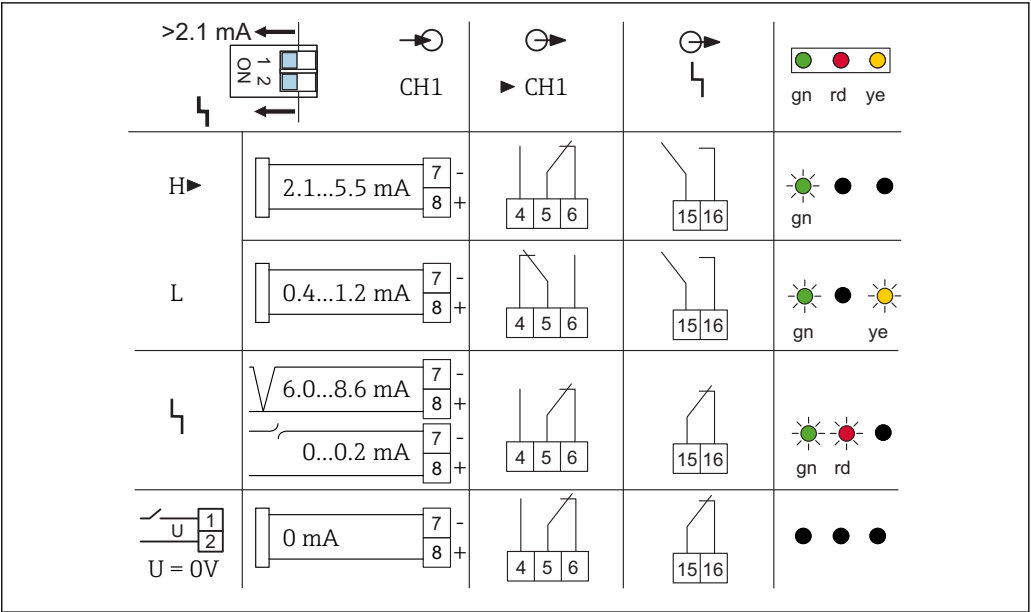 >2.1 mA
1 2
ON
CH1
► CH1
gn rd ye
H►
2.1...5.5 mA
7 -
8 +
4 5 6
15 16
gn
L
0.4...1.2 mA
7 -
8 +
4 5 6
15 16
gn ye
6.0...8.6 mA
7 -
8 +
0...0.2 mA
7 -
8 +
4 5 6
15 16
gn rd
U
1
2
U = 0V
0 mA
7 -
8 +
4 5 6
15 16